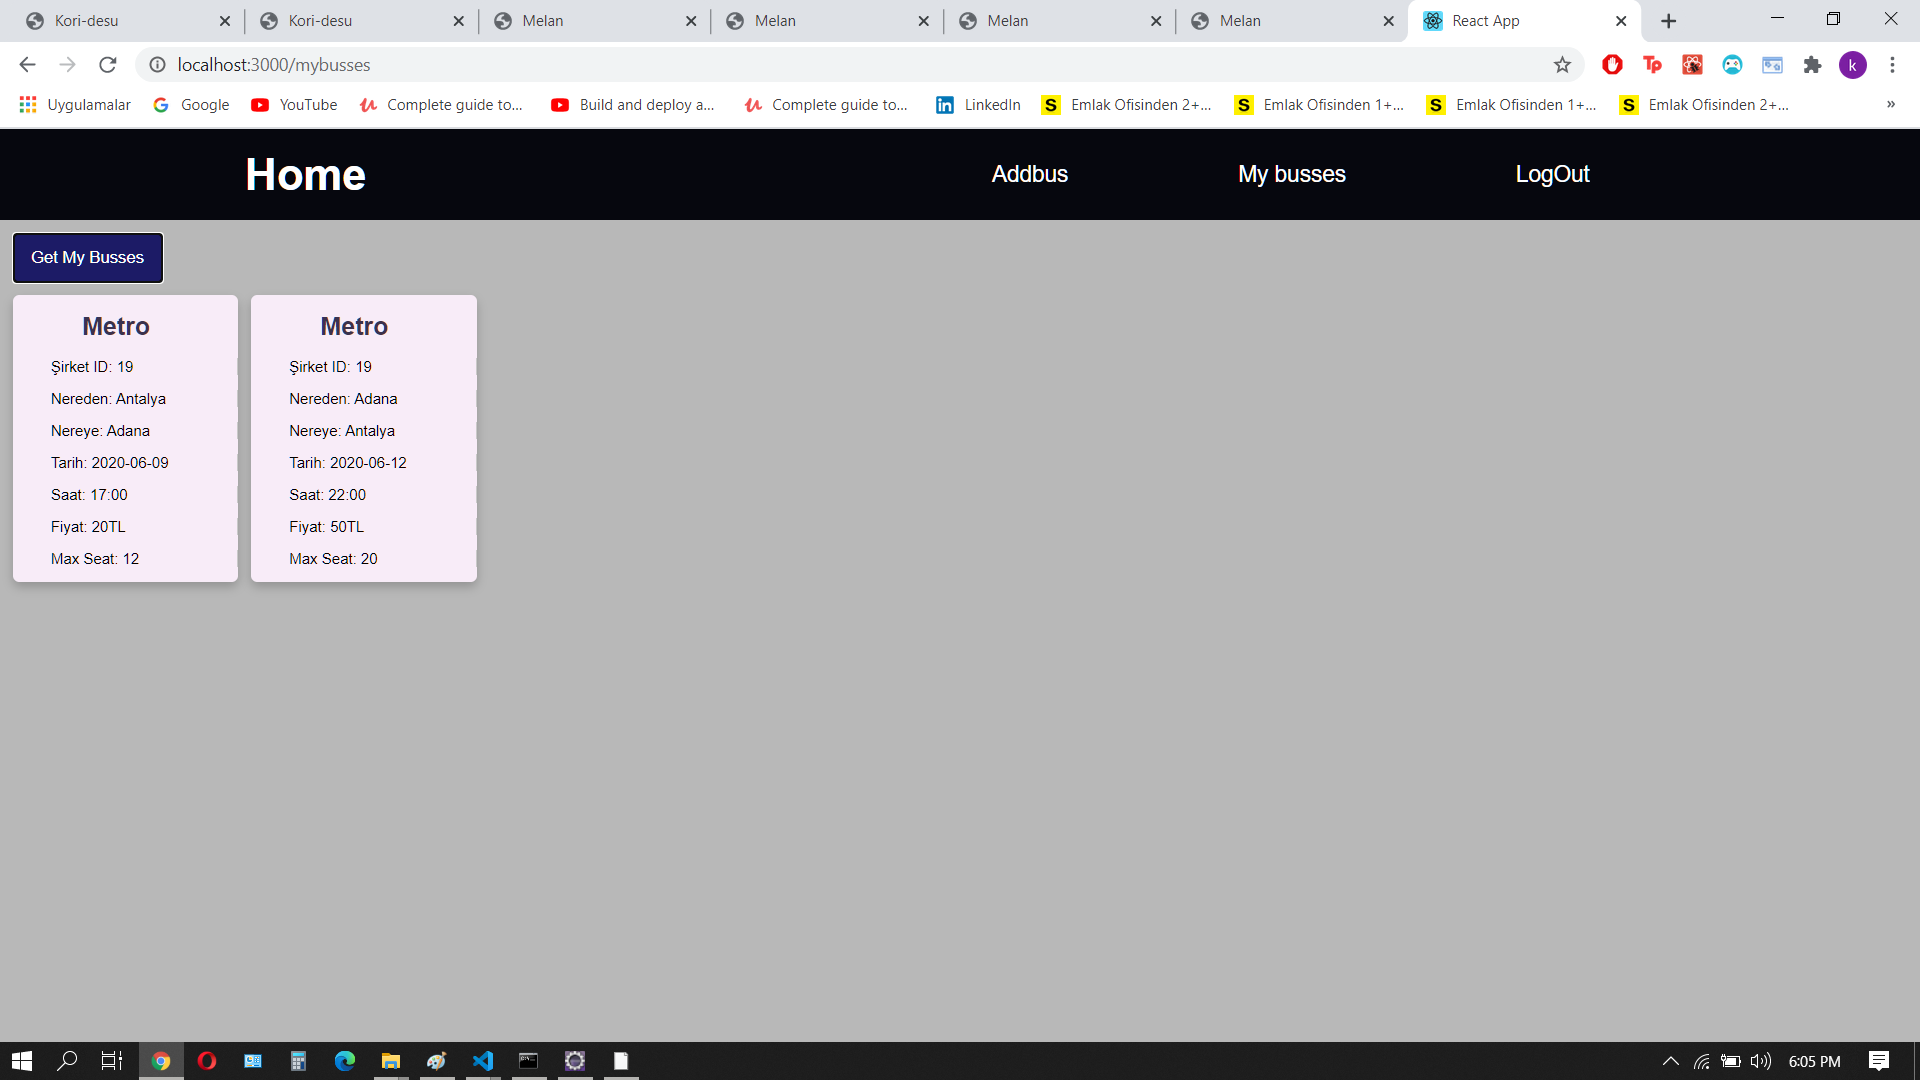 Kori-desu
Kori-desu
Melan
Melan
Melan
Melan
React App
localhost:3000/mybusses
k
Uygulamalar
Google
YouTube
Complete guide to...
Build and deploy a...
Complete guide to...
LinkedIn
Emlak Ofisinden 2+...
Emlak Ofisinden 1+...
Emlak Ofisinden 1+...
Emlak Ofisinden 2+...
Home
Addbus
My busses
LogOut
Get My Busses
Metro
Şirket ID: 19
Nereden: Antalya
Nereye: Adana
Tarih: 2020-06-09
Saat: 17:00
Fiyat: 20TL
Max Seat: 12
Metro
Şirket ID: 19
Nereden: Adana
Nereye: Antalya
Tarih: 2020-06-12
Saat: 22:00
Fiyat: 50TL
Max Seat: 20
6:05 PM